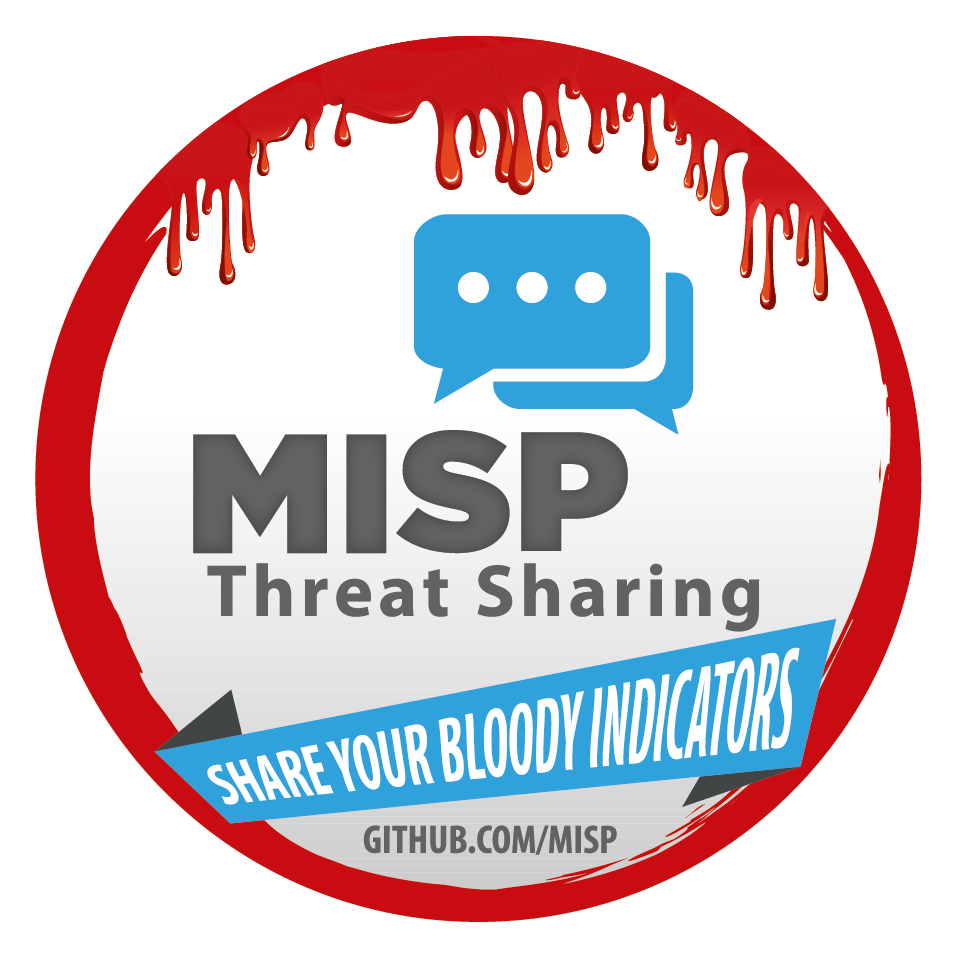 MISP
Threat Sharing
SHARE YOUR BLOODY INDICATORS
GITHUB.COM/MISP